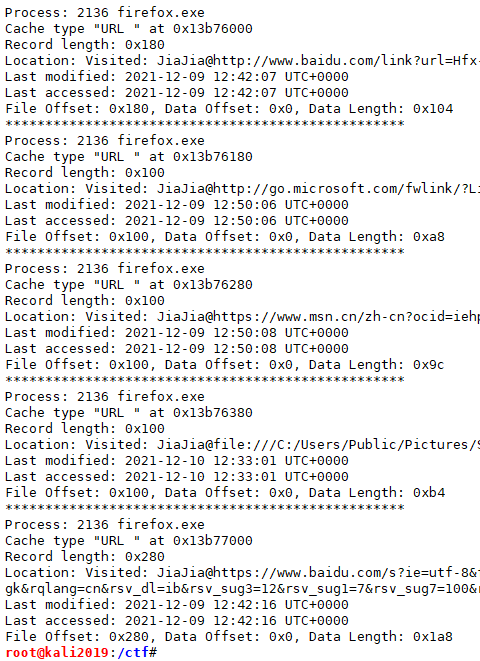 Process: 2136 firefox.exe
Cache type "URL " at 0x13b76000
Record length: 0x180
Location: Visited: JiaJia@http://www.baidu.com/link?url=Hfx-
Last modified: 2021-12-09 12:42:07 UTC+0000
Last accessed: 2021-12-09 12:42:07 UTC+0000
File Offset: 0x180, Data Offset: 0x0, Data Length: 0x104
**************************************************
Process: 2136 firefox.exe
Cache type "URL " at 0x13b76180
Record length: 0x100
Location: Visited: JiaJia@http://go.microsoft.com/fwlink/?Li
Last modified: 2021-12-09 12:50:06 UTC+0000
Last accessed: 2021-12-09 12:50:06 UTC+0000
File Offset: 0x100, Data Offset: 0x0, Data Length: 0xa8
**************************************************
Process: 2136 firefox.exe
Cache type "URL " at 0x13b76280
Record length: 0x100
Location: Visited: JiaJia@https://www.msn.cn/zh-cn?ocid=iehp
Last modified: 2021-12-09 12:50:08 UTC+0000
Last accessed: 2021-12-09 12:50:08 UTC+0000
File Offset: 0x100, Data Offset: 0x0, Data Length: 0x9c
**************************************************
Process: 2136 firefox.exe
Cache type "URL " at 0x13b76380
Record length: 0x100
Location: Visited: JiaJia@file:///C:/Users/Public/Pictures/S
Last modified: 2021-12-10 12:33:01 UTC+0000
Last accessed: 2021-12-10 12:33:01 UTC+0000
File Offset: 0x100, Data Offset: 0x0, Data Length: 0xb4
**************************************************
Process: 2136 firefox.exe
Cache type "URL " at 0x13b77000
Record length: 0x280
Location: Visited: JiaJia@https://www.baidu.com/s?ie=utf-8&
gk&rqlang=cn&rsv_dl=ib&rsv_sug3=12&rsv_sug1=7&rsv_sug7=100&
Last modified: 2021-12-09 12:42:16 UTC+0000
Last accessed: 2021-12-09 12:42:16 UTC+0000
File Offset: 0x280, Data Offset: 0x0, Data Length: 0x1a8
root@kali2019:/ctf#